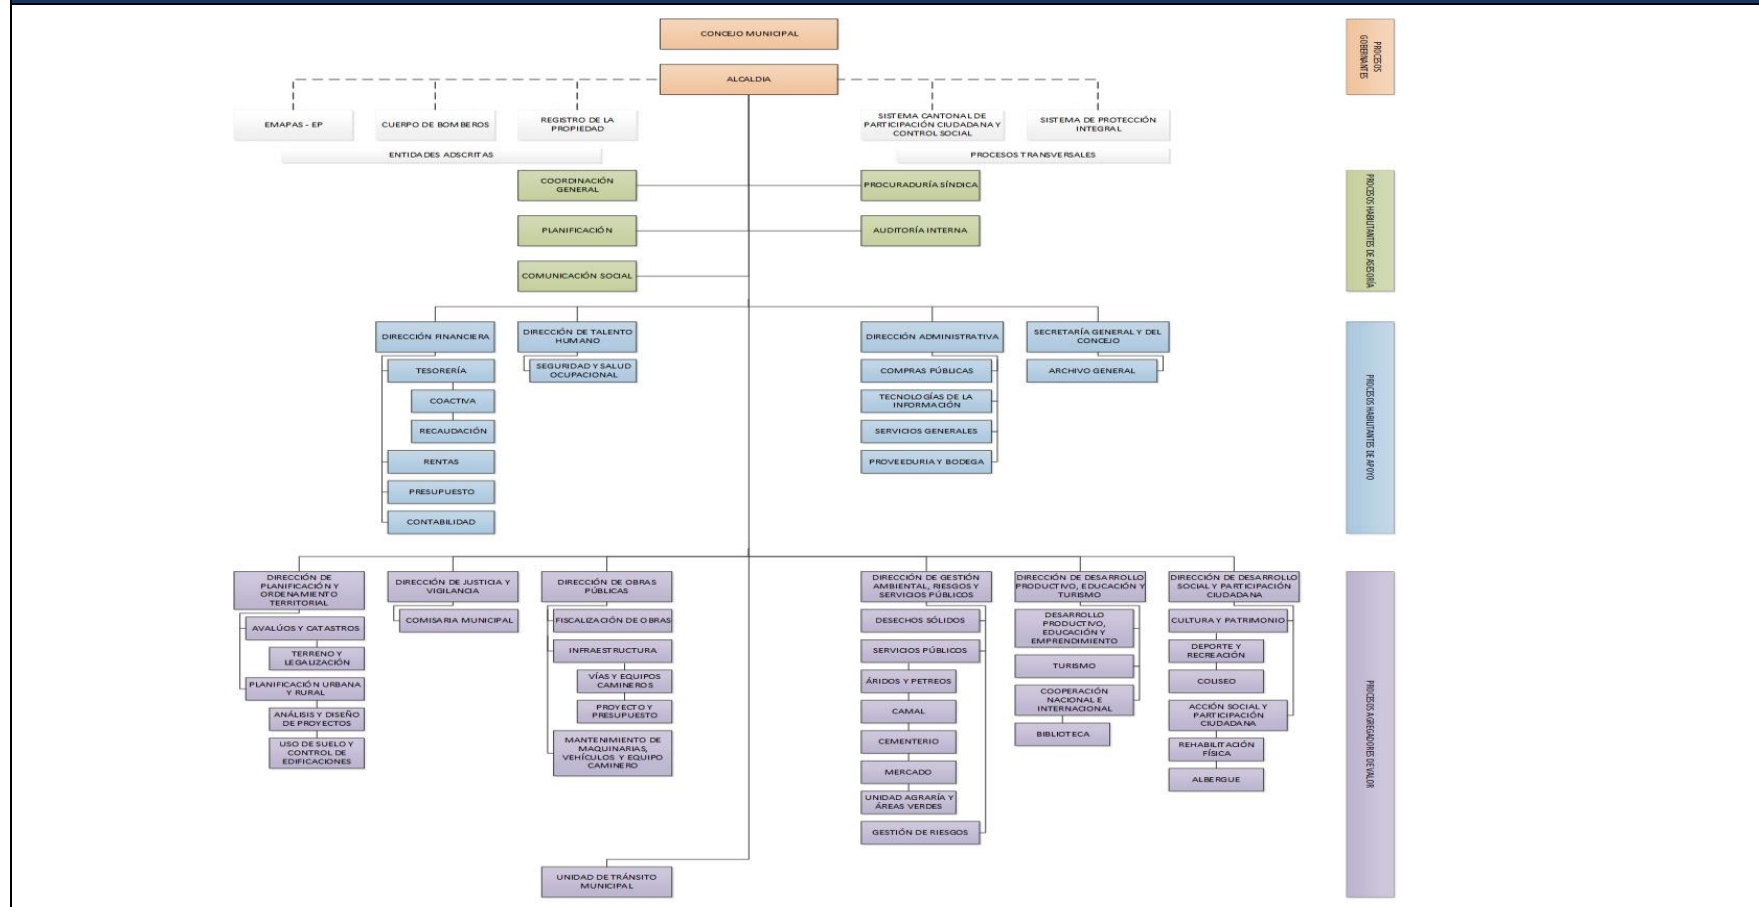 CONCEJO MUNICIPAL
PROCESOS
GOBERNANTES
ALCALDIA
EMAPAS - EP
CUERPO DE BOMBEROS
REGISTRO DE LA
PROPIEDAD
SISTEMA CANTONAL DE
PARTICIPACIÓN CIUDADANA Y
CONTROL SOCIAL
SISTEMA DE PROTECCIÓN
INTEGRAL
ENTIDADES ADSCRITAS
PROCESOS TRANSVERSALES
COORDINACIÓN
GENERAL
PROCURADURÍA SÍNDICA
PLANIFICACIÓN
AUDITORÍA INTERNA
COMUNICACIÓN SOCIAL
PROCESOS HABILITANTES DE ASESORÍA
DIRECCIÓN FINANCIERA
TESORERÍA
COACTIVA
RECAUDACIÓN
RENTAS
PRESUPUESTO
CONTABILIDAD
DIRECCIÓN DE TALENTO
HUMANO
SEGURIDAD Y SALUD
OCUPACIONAL
DIRECCIÓN ADMINISTRATIVA
COMPRAS PÚBLICAS
TECNOLOGÍAS DE LA
INFORMACIÓN
SERVICIOS GENERALES
PROVEEDURIA Y BODEGA
SECRETARÍA GENERAL Y DEL
CONCEJO
ARCHIVO GENERAL
PROCESOS HABILITANTES DE APOYO
DIRECCIÓN DE
PLANIFICACIÓN Y
ORDENAMIENTO
TERRITORIAL
AVALÚOS Y CATASTROS
TERRENO Y
LEGALIZACIÓN
PLANIFICACIÓN URBANA
Y RURAL
ANÁLISIS Y DISEÑO
DE PROYECTOS
USO DE SUELO Y
CONTROL DE
EDIFICACIONES
DIRECCIÓN DE JUSTICIA Y
VIGILANCIA
COMISARIA MUNICIPAL
DIRECCIÓN DE OBRAS
PÚBLICAS
FISCALIZACIÓN DE OBRAS
INFRAESTRUCTURA
VÍAS Y EQUIPOS
CAMINEROS
PROYECTO Y
PRESUPUESTO
MANTENIMIENTO DE
MAQUINARIAS,
VEHÍCULOS Y EQUIPO
CAMINERO
DIRECCIÓN DE GESTIÓN
AMBIENTAL, RIESGOS Y
SERVICIOS PÚBLICOS
DESECHOS SÓLIDOS
SERVICIOS PÚBLICOS
ÁRIDOS Y PETREOS
CAMAL
CEMENTERIO
MERCADO
UNIDAD AGRARÍA Y
ÁREAS VERDES
GESTIÓN DE RIESGOS
DIRECCIÓN DE DESARROLLO
PRODUCTIVO, EDUCACIÓN Y
TURISMO
DESARROLLO
PRODUCTIVO,
EDUCACIÓN Y
EMPRENDIMIENTO
TURISMO
COOPERACIÓN
NACIONAL E
INTERNACIONAL
BIBLIOTECA
DIRECCIÓN DE DESARROLLO
SOCIAL Y PARTICIPACIÓN
CIUDADANA
CULTURA Y PATRIMONIO
DEPORTE Y
RECREACIÓN
COLISEO
ACCIÓN SOCIAL Y
PARTICIPACIÓN
CIUDADANA
REHABILITACIÓN
FÍSICA
ALBERGUE
PROCESOS AGREGADORES DE VALOR
UNIDAD DE TRÁNSITO
MUNICIPAL